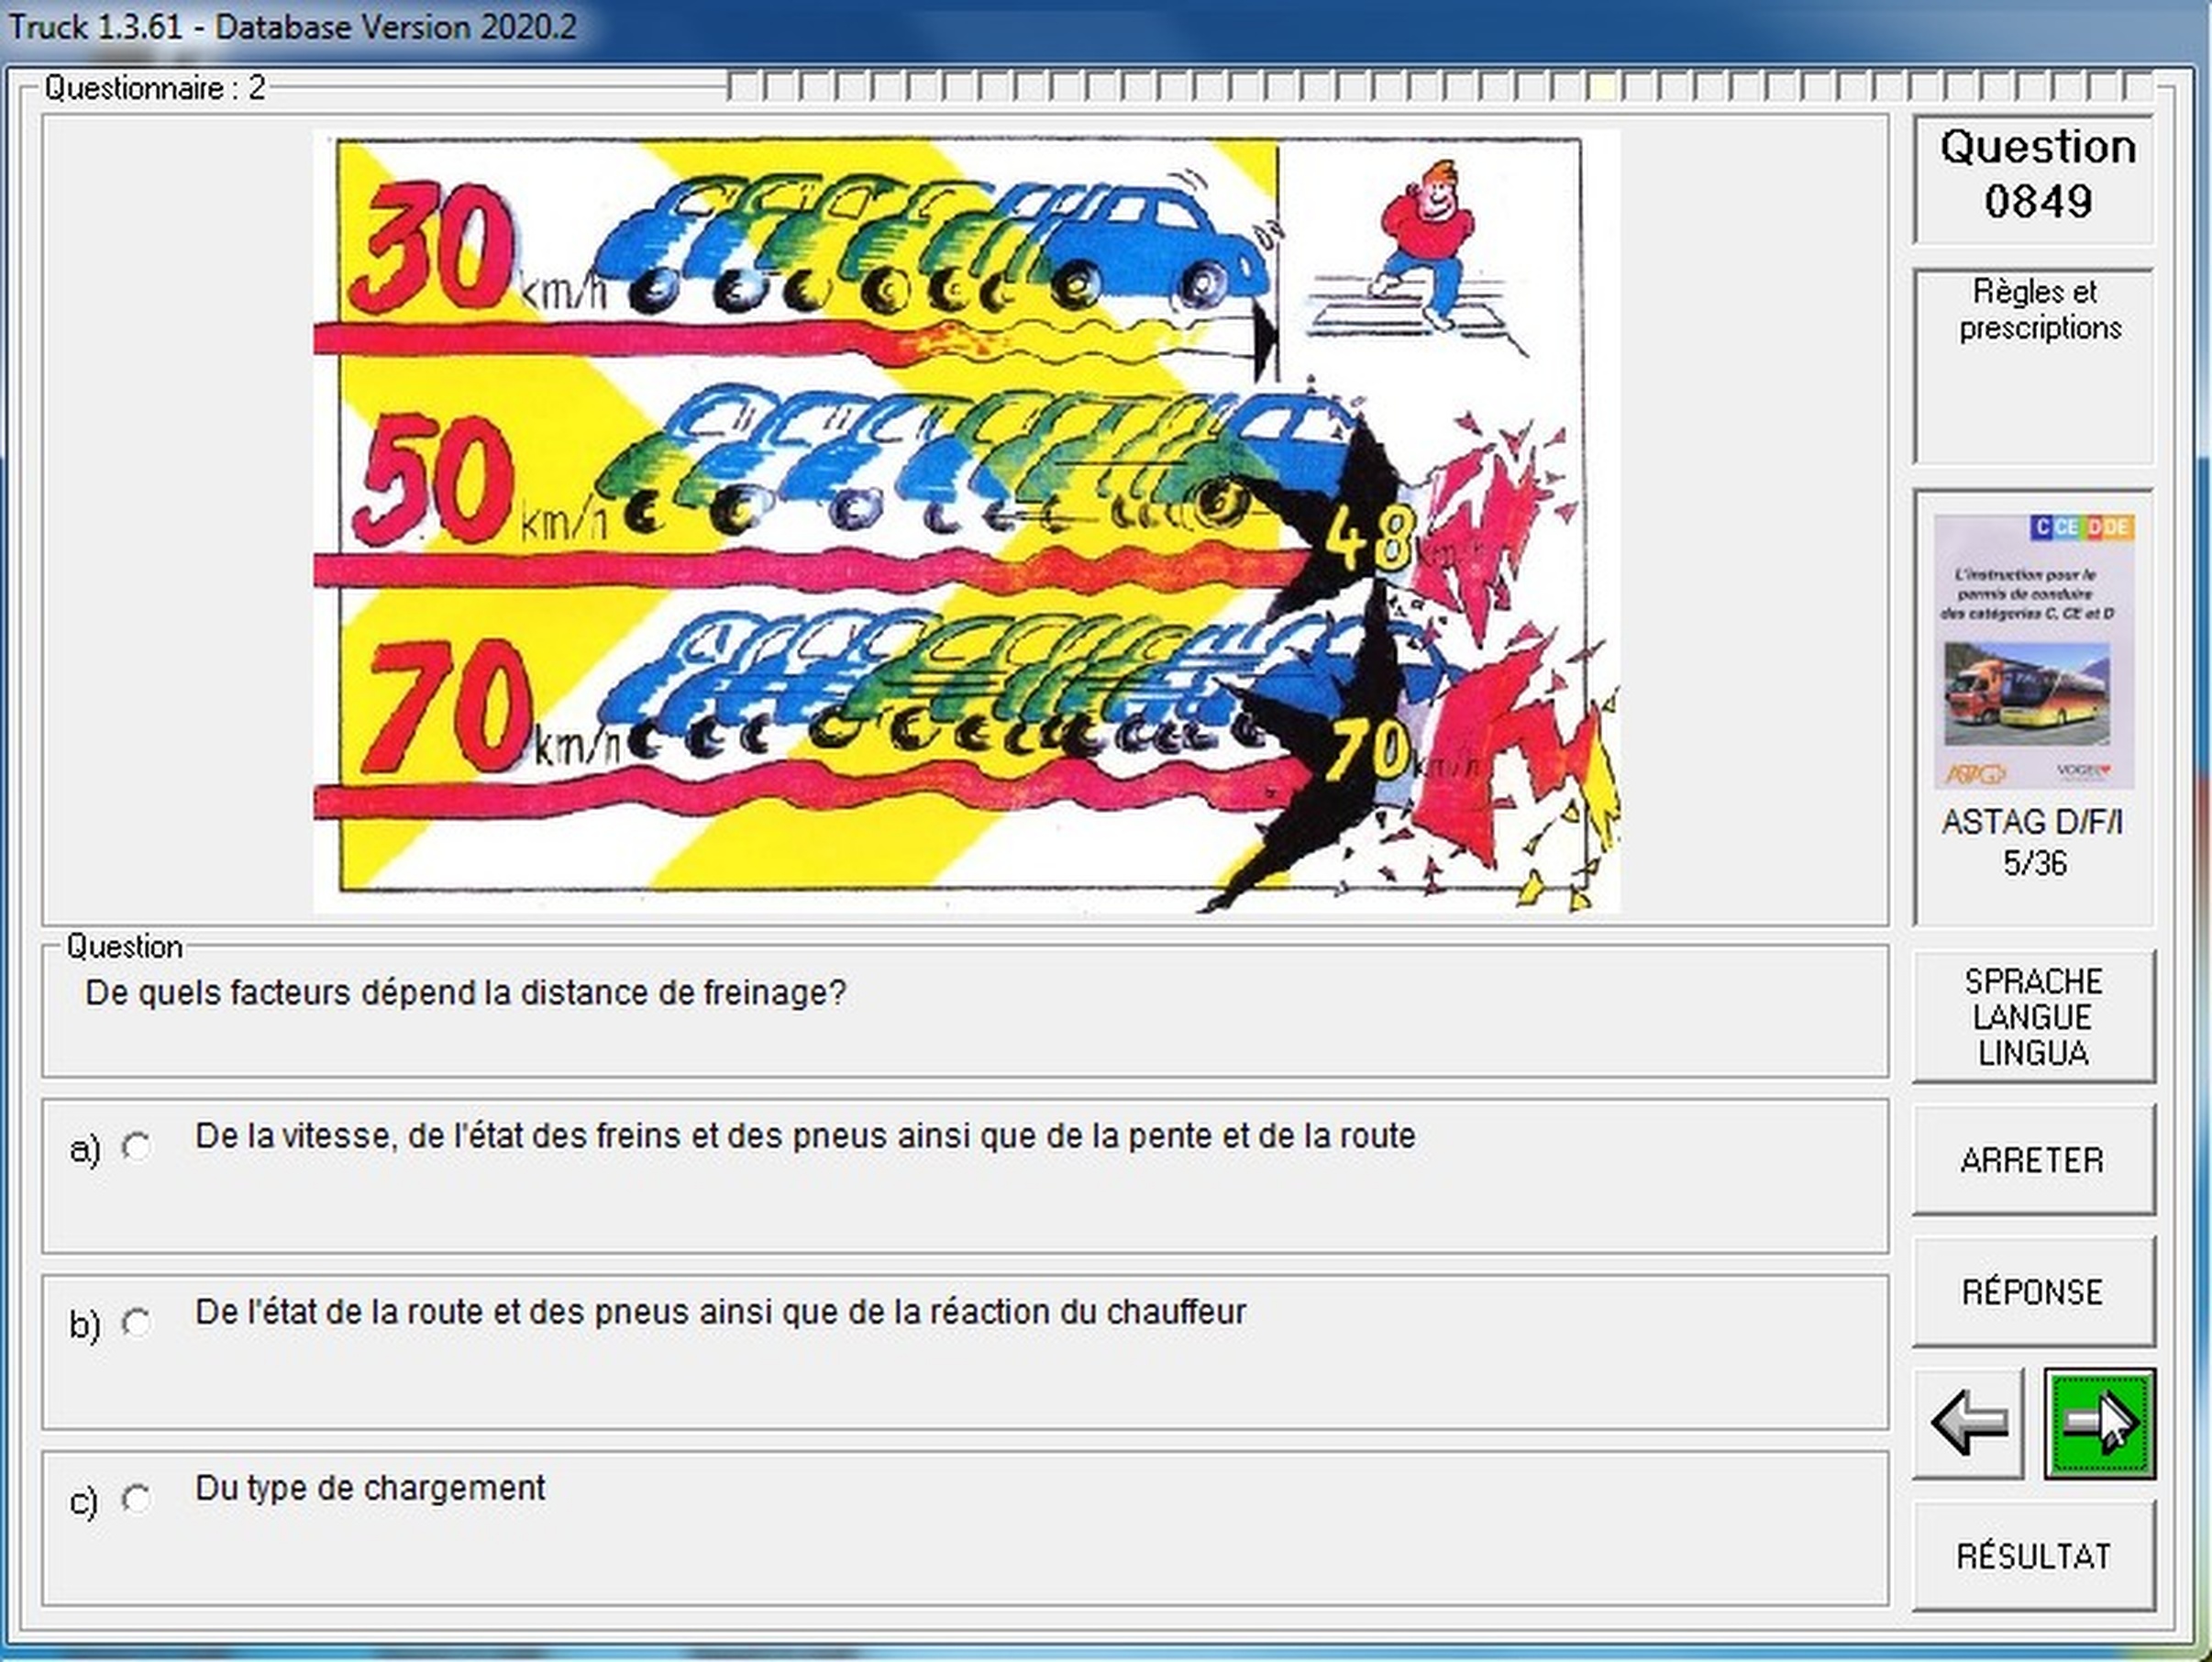 Truck 1.3.61 - Database Version 2020.2
Questionnaire : 2
30 km/h
50 km/h
48 km/h
70 km/h
70 km/h
Question
0849
Règles et
prescriptions
C CE D DE
L'instruction pour le
permis de conduire
des catégories C, CE et D
ASTAG
VOGEL
ASTAG D/F/I
5/36
Question
De quels facteurs dépend la distance de freinage?
a) De la vitesse, de l'état des freins et des pneus ainsi que de la pente et de la route
b) De l'état de la route et des pneus ainsi que de la réaction du chauffeur
c) Du type de chargement
SPRACHE
LANGUE
LINGUA
ARRETER
RÉPONSE
RÉSULTAT